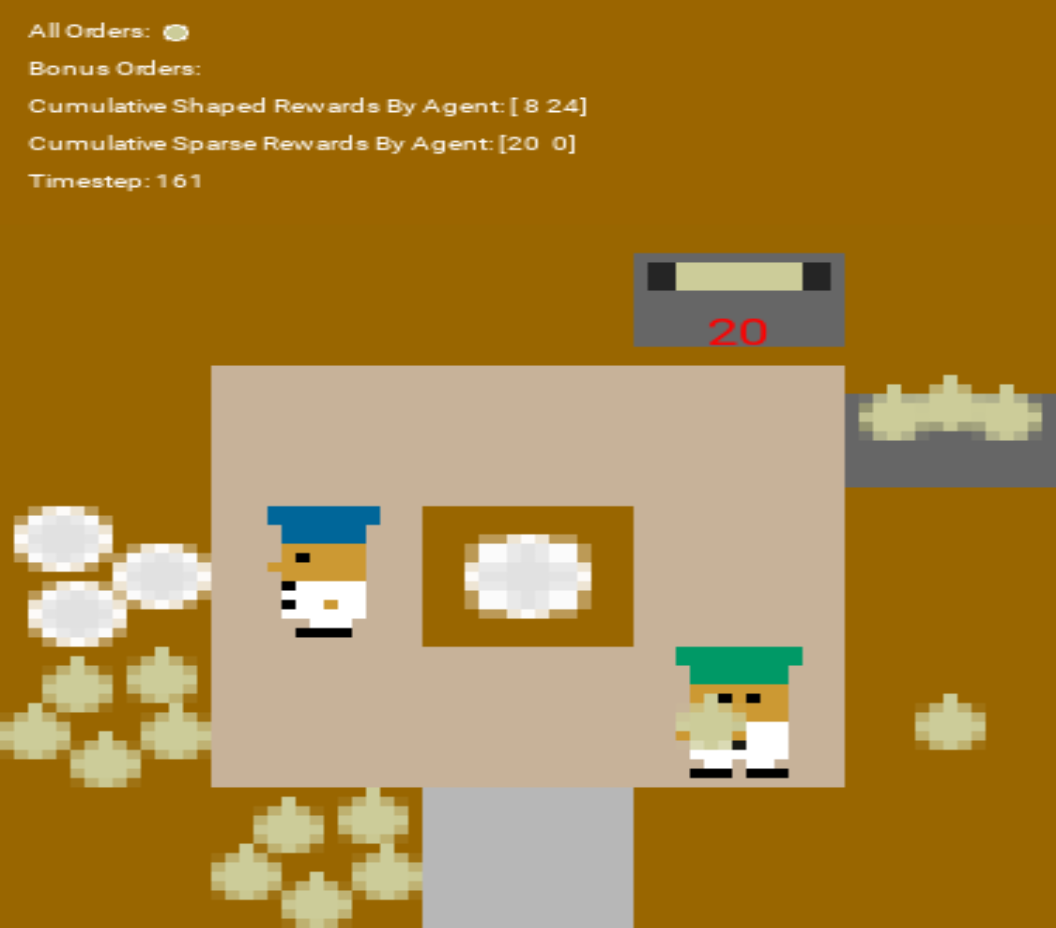 All Orders:
Bonus Orders:
Cumulative Shaped Rewards By Agent: [ 8 24]
Cumulative Sparse Rewards By Agent: [20  0]
Timestep: 161
20